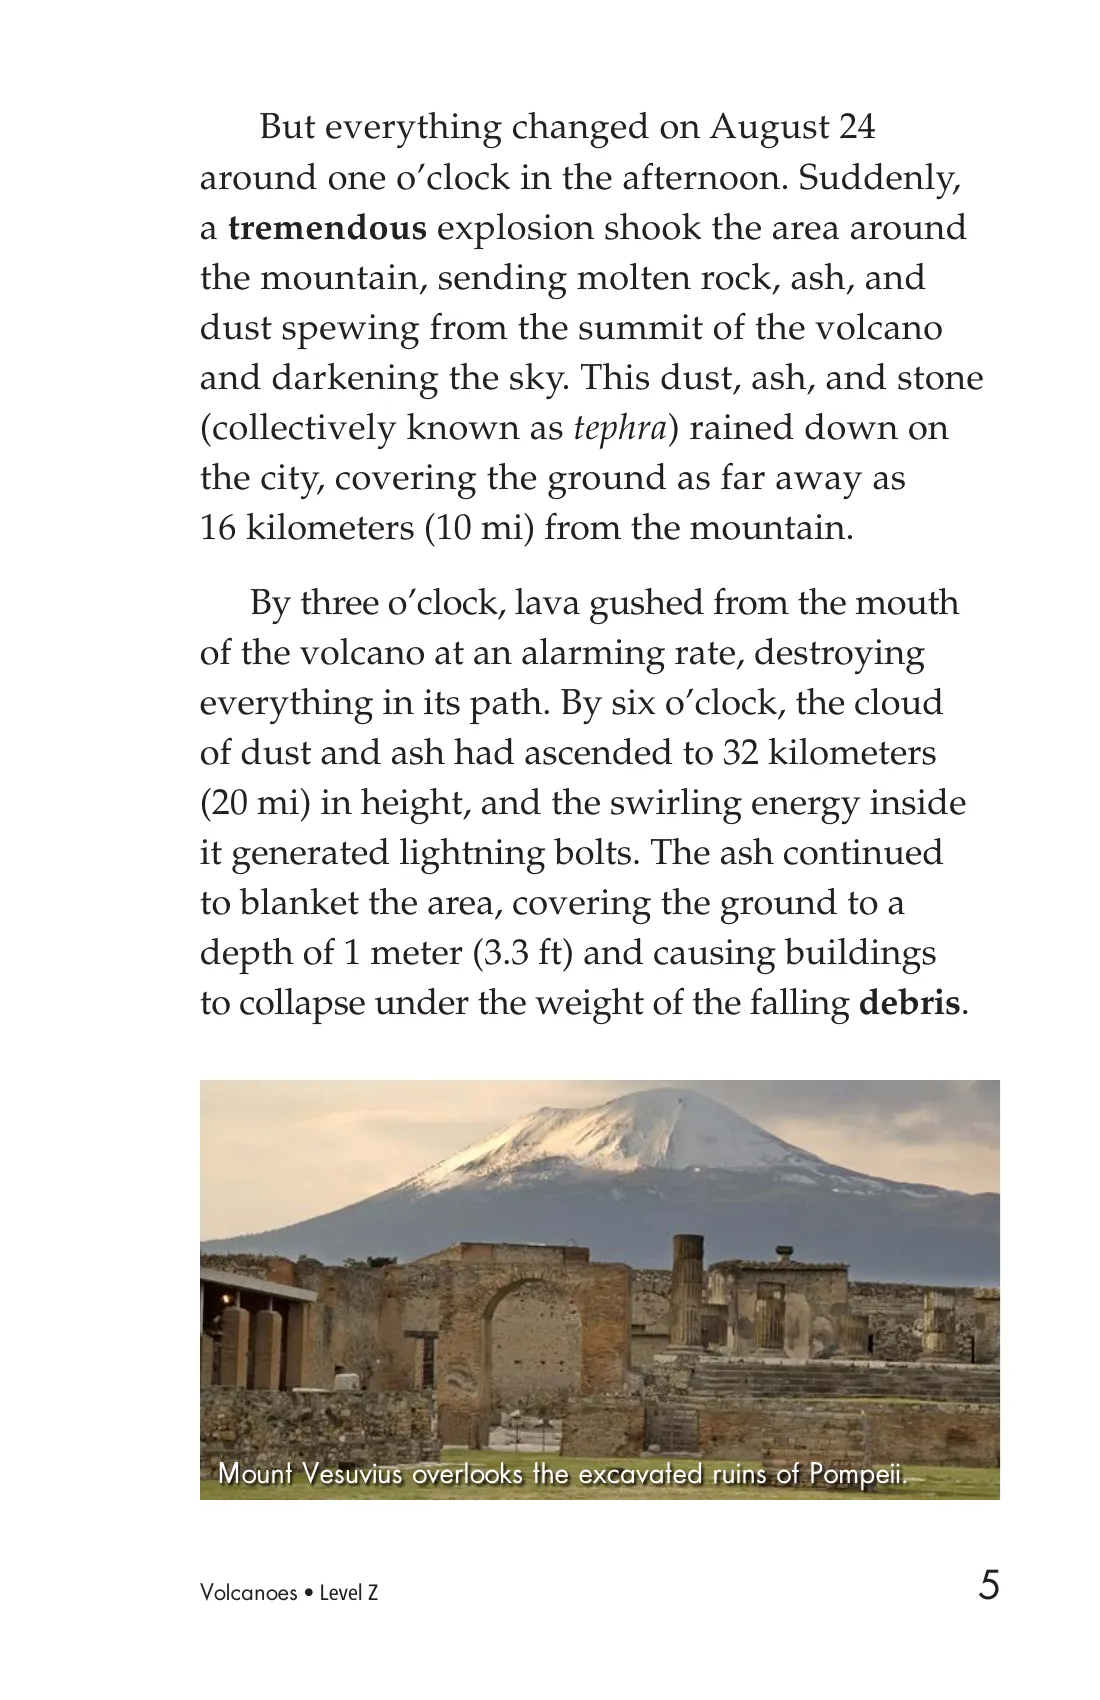 But everything changed on August 24
around one o’clock in the afternoon. Suddenly,
a tremendous explosion shook the area around
the mountain, sending molten rock, ash, and
dust spewing from the summit of the volcano
and darkening the sky. This dust, ash, and stone
(collectively known as tephra) rained down on
the city, covering the ground as far away as
16 kilometers (10 mi) from the mountain.
By three o’clock, lava gushed from the mouth
of the volcano at an alarming rate, destroying
everything in its path. By six o’clock, the cloud
of dust and ash had ascended to 32 kilometers
(20 mi) in height, and the swirling energy inside
it generated lightning bolts. The ash continued
to blanket the area, covering the ground to a
depth of 1 meter (3.3 ft) and causing buildings
to collapse under the weight of the falling debris.
Mount Vesuvius overlooks the excavated ruins of Pompeii.
Volcanoes • Level Z
5